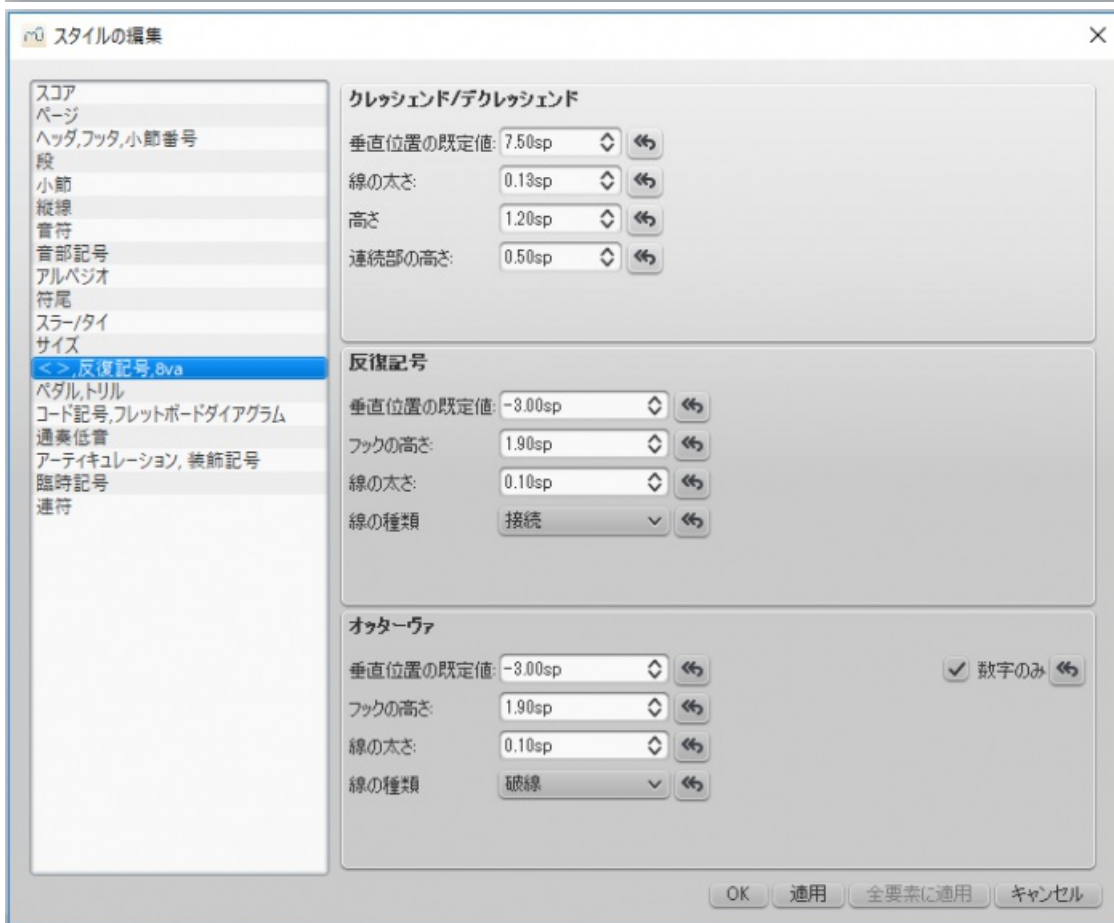 スタイルの編集
スコア
ページ
ヘッダ,フッタ,小節番号
段
小節
縦線
音符
音部記号
アルペジオ
符尾
スラー/タイ
サイズ
< >,反復記号,8va
ペダル,トリル
コード記号,フレットボードダイアグラム
通奏低音
アーティキュレーション, 装飾記号
臨時記号
連符
クレッシェンド/デクレッシェンド
垂直位置の既定値: 7.50sp
線の太さ: 0.13sp
高さ 1.20sp
連続部の高さ: 0.50sp
反復記号
垂直位置の既定値: -3.00sp
フックの高さ: 1.90sp
線の太さ: 0.10sp
線の種類 接続
オッターヴァ
垂直位置の既定値: -3.00sp 数字のみ
フックの高さ: 1.90sp
線の太さ: 0.10sp
線の種類 破線
OK 適用 全要素に適用 キャンセル